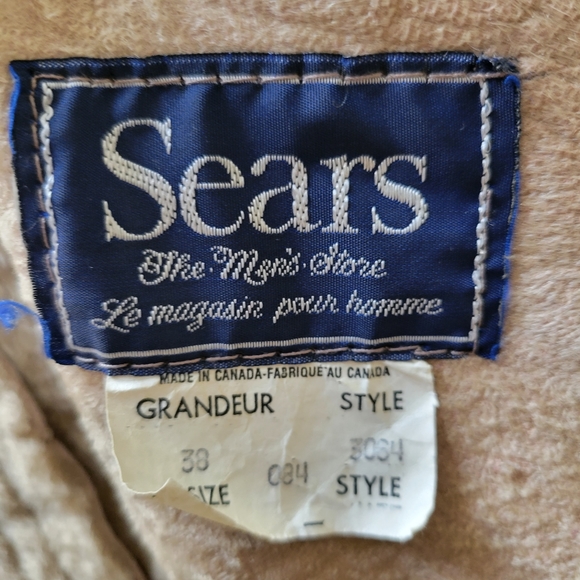 Sears
The Men's Store
Le magasin pour homme
MADE IN CANADA-FABRIQUE AU CANADA
GRANDEUR STYLE
38 084 3084
SIZE STYLE